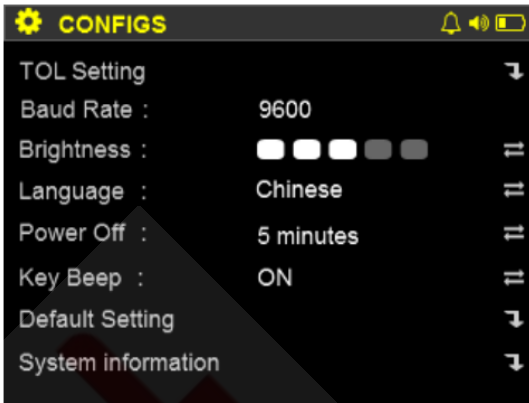 CONFIGS
TOL Setting
Baud Rate : 9600
Brightness :
Language : Chinese
Power Off : 5 minutes
Key Beep : ON
Default Setting
System information